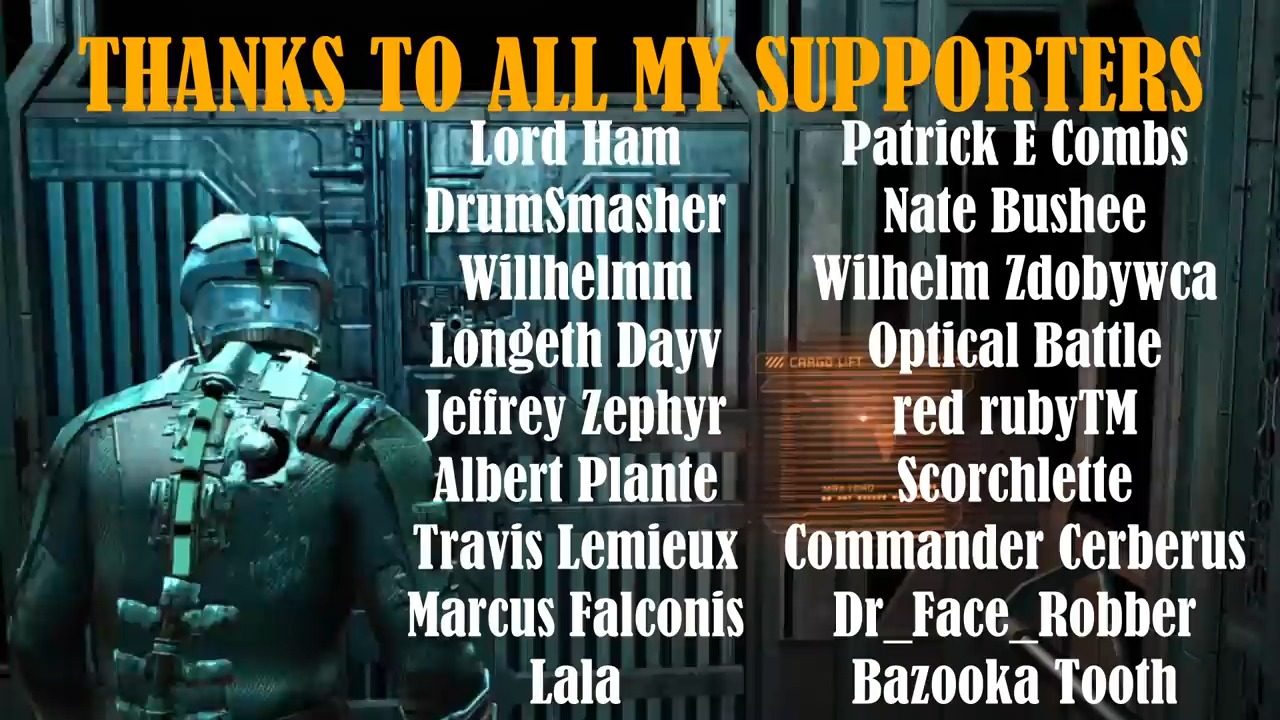 THANKS TO ALL MY SUPPORTERS
Lord Ham
DrumSmasher
Willhelmm
Longeth Dayv
Jeffrey Zephyr
Albert Plante
Travis Lemieux
Marcus Falconis
Lala
Patrick E Combs
Nate Bushee
Wilhelm Zdobywca
Optical Battle
red rubyTM
Scorchlette
Commander Cerberus
Dr_Face_Robber
Bazooka Tooth
CARGO LIFT